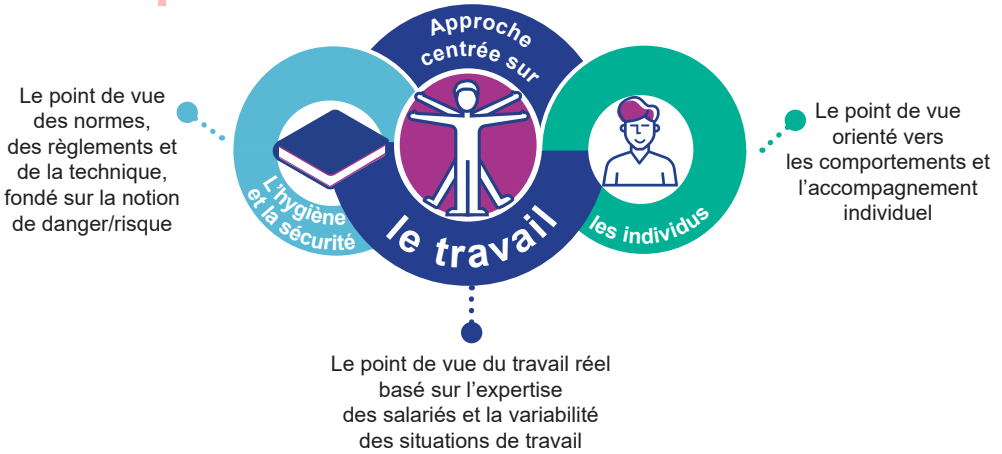 Approche
centrée sur
L'hygiène
et la sécurité
le travail
les individus
Le point de vue
des normes,
des règlements et
de la technique,
fondé sur la notion
de danger/risque
Le point de vue
orienté vers
les comportements et
l'accompagnement
individuel
Le point de vue du travail réel
basé sur l'expertise
des salariés et la variabilité
des situations de travail